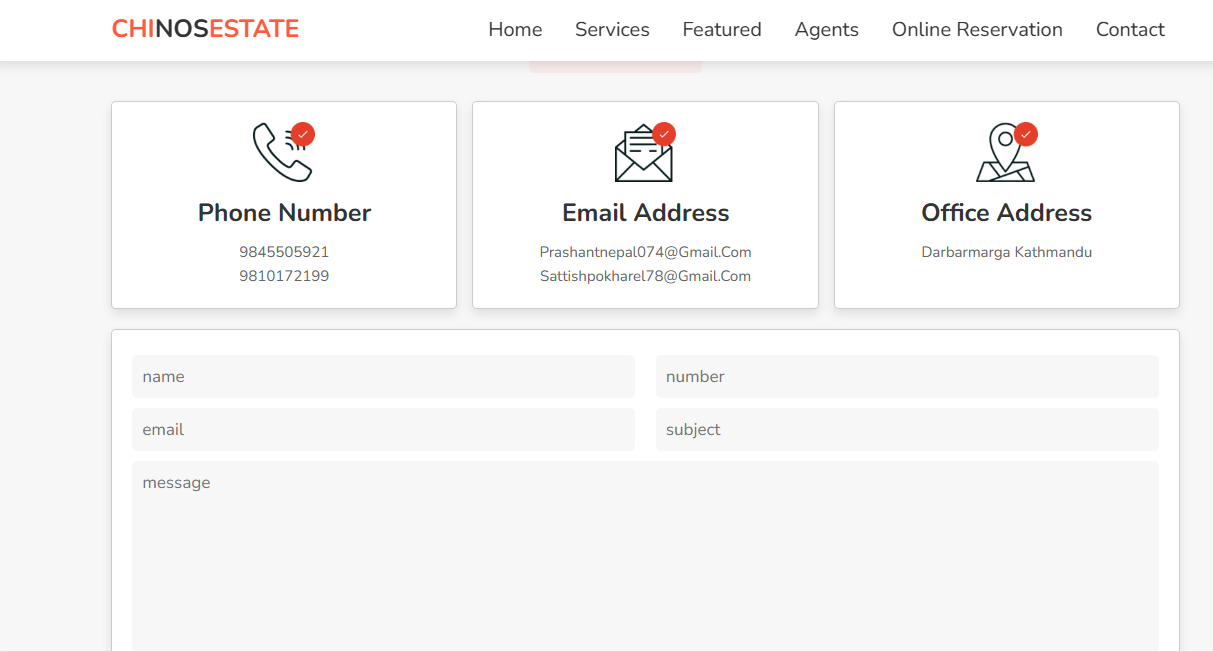 CHINOSESTATE
Home Services Featured Agents Online Reservation Contact
Phone Number
9845505921
9810172199
Email Address
Prashantnepal074@Gmail.Com
Sattishpokharel78@Gmail.Com
Office Address
Darbarmarga Kathmandu
name
number
email
subject
message